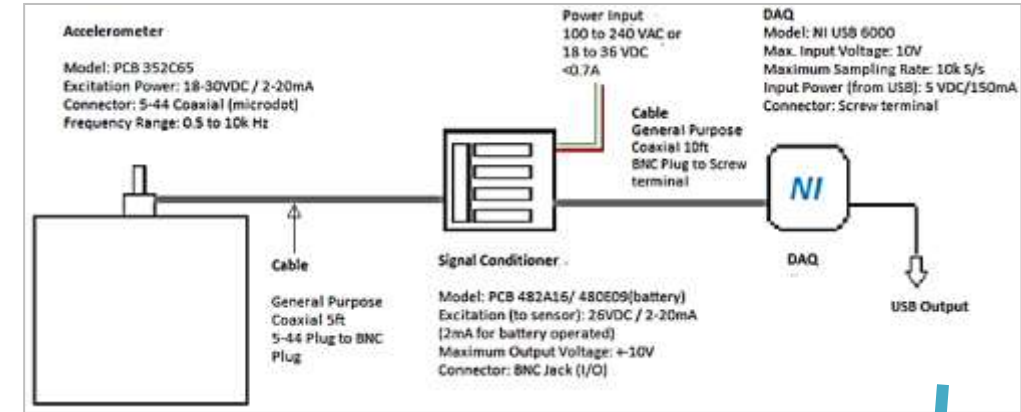 Accelerometer
Model: PCB 352C65
Excitation Power: 18-30VDC / 2-20mA
Connector: 5-44 Coaxial (microdot)
Frequency Range: 0.5 to 10k Hz
Power Input
100 to 240 VAC or
18 to 36 VDC
<0.7A
DAQ
Model: NI USB 6000
Max. Input Voltage: 10V
Maximum Sampling Rate: 10k S/s
Input Power (from USB): 5 VDC/150mA
Connector: Screw terminal
Cable
General Purpose
Coaxial 10ft
BNC Plug to Screw
terminal
NI
Cable
General Purpose
Coaxial 5ft
5-44 Plug to BNC
Plug
Signal Conditioner
Model: PCB 482A16/ 480E09(battery)
Excitation (to sensor): 26VDC / 2-20mA
(2mA for battery operated)
Maximum Output Voltage: +-10V
Connector: BNC Jack (I/O)
DAQ
USB Output